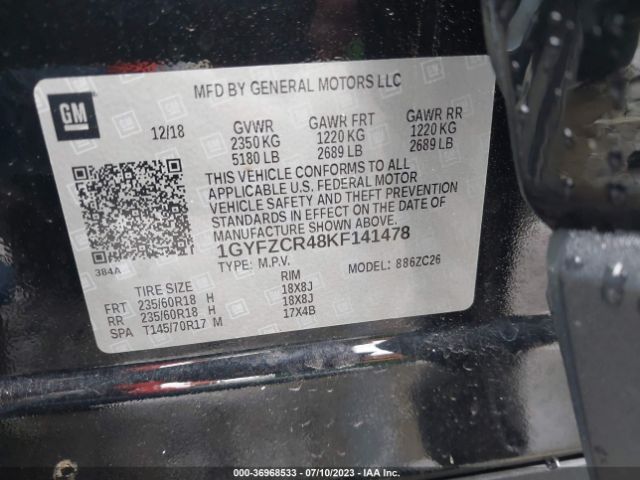 MFD BY GENERAL MOTORS LLC
GM
12/18
GVWR GAWR FRT GAWR RR
2350 KG 1220 KG 1220 KG
5180 LB 2689 LB 2689 LB
THIS VEHICLE CONFORMS TO ALL
APPLICABLE U.S. FEDERAL MOTOR
VEHICLE SAFETY AND THEFT PREVENTION
STANDARDS IN EFFECT ON THE DATE OF
MANUFACTURE SHOWN ABOVE.
1GYFZCR48KF141478
384A
TYPE: M.P.V. MODEL: 886ZC26
TIRE SIZE RIM
FRT 235/60R18 H 18X8J
RR 235/60R18 H 18X8J
SPA T145/70R17 M 17X4B
000-36968533 - 07/10/2023 - IAA Inc.